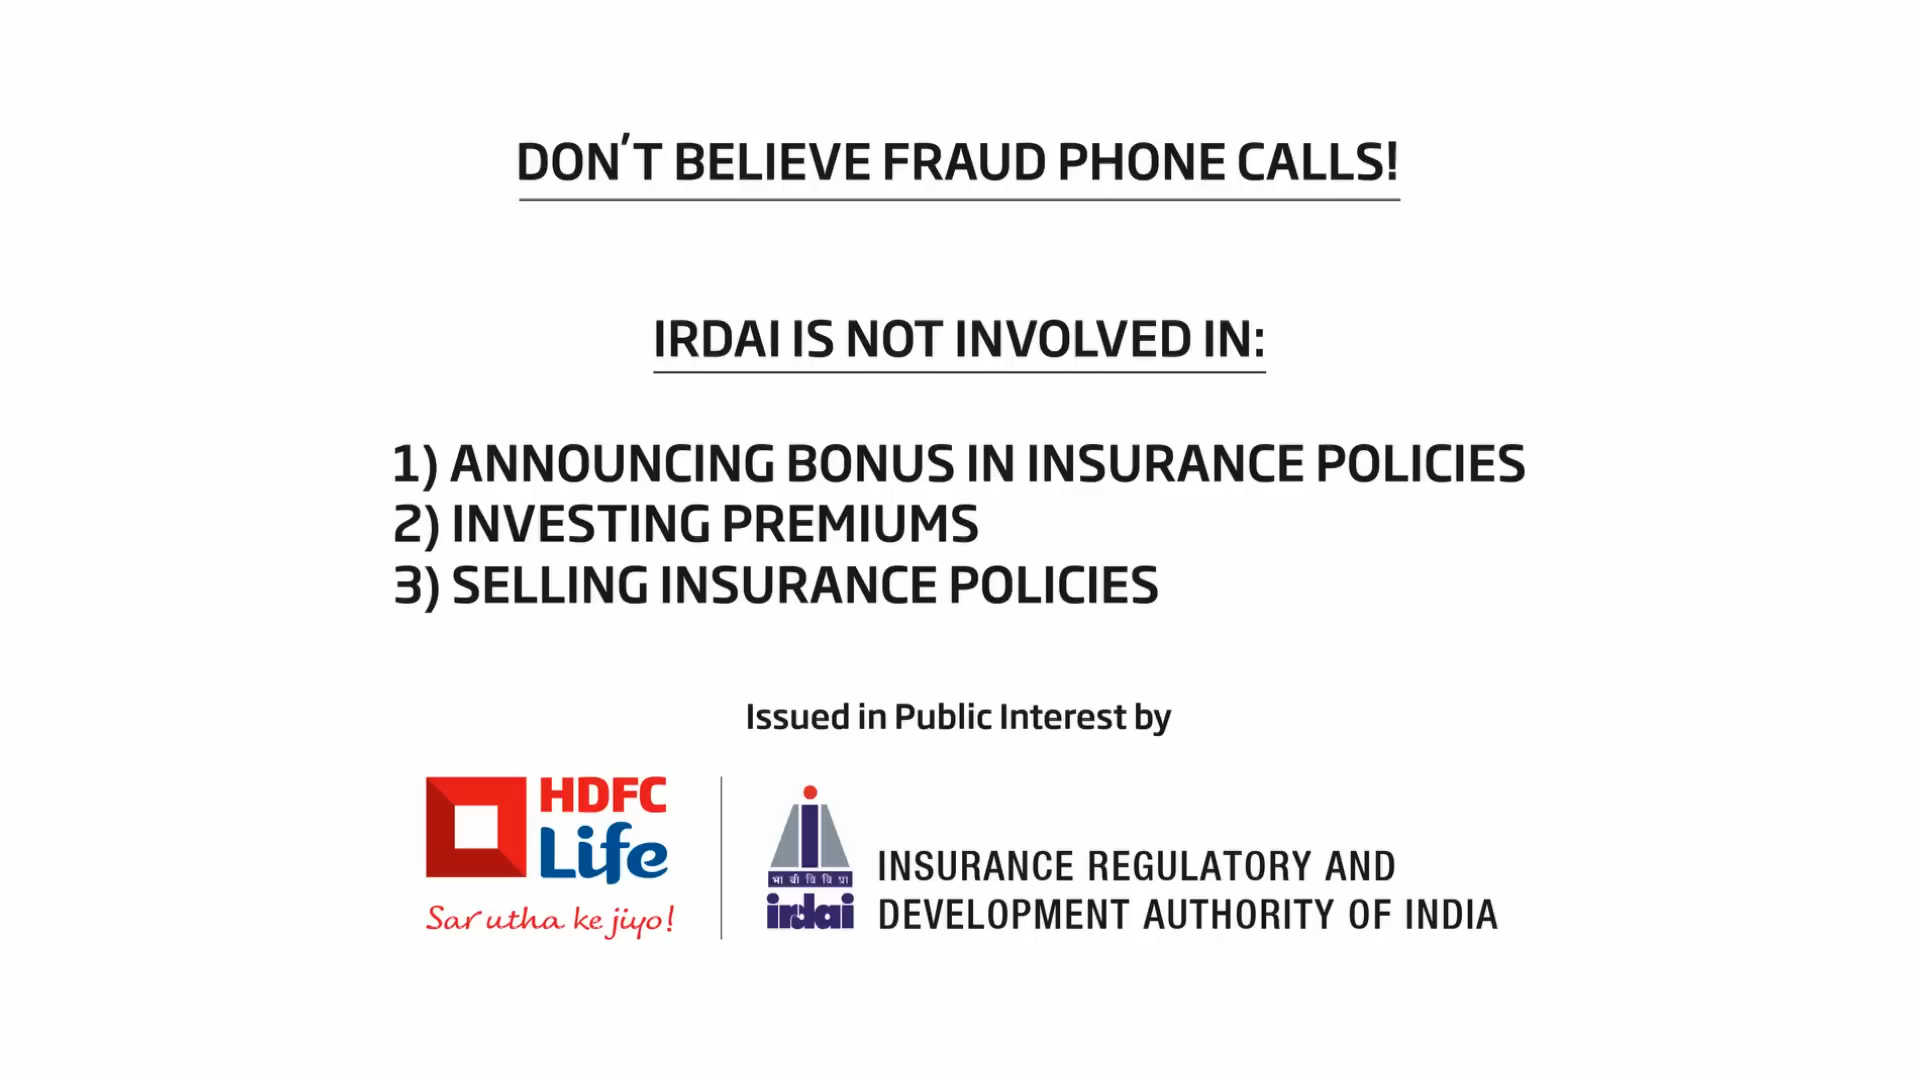 DON'T BELIEVE FRAUD PHONE CALLS!
IRDAI IS NOT INVOLVED IN:
1) ANNOUNCING BONUS IN INSURANCE POLICIES
2) INVESTING PREMIUMS
3) SELLING INSURANCE POLICIES
Issued in Public Interest by
HDFC
Life
Sar utha ke jiyo!
भा बी वि वि प्रा
irdai
INSURANCE REGULATORY AND
DEVELOPMENT AUTHORITY OF INDIA